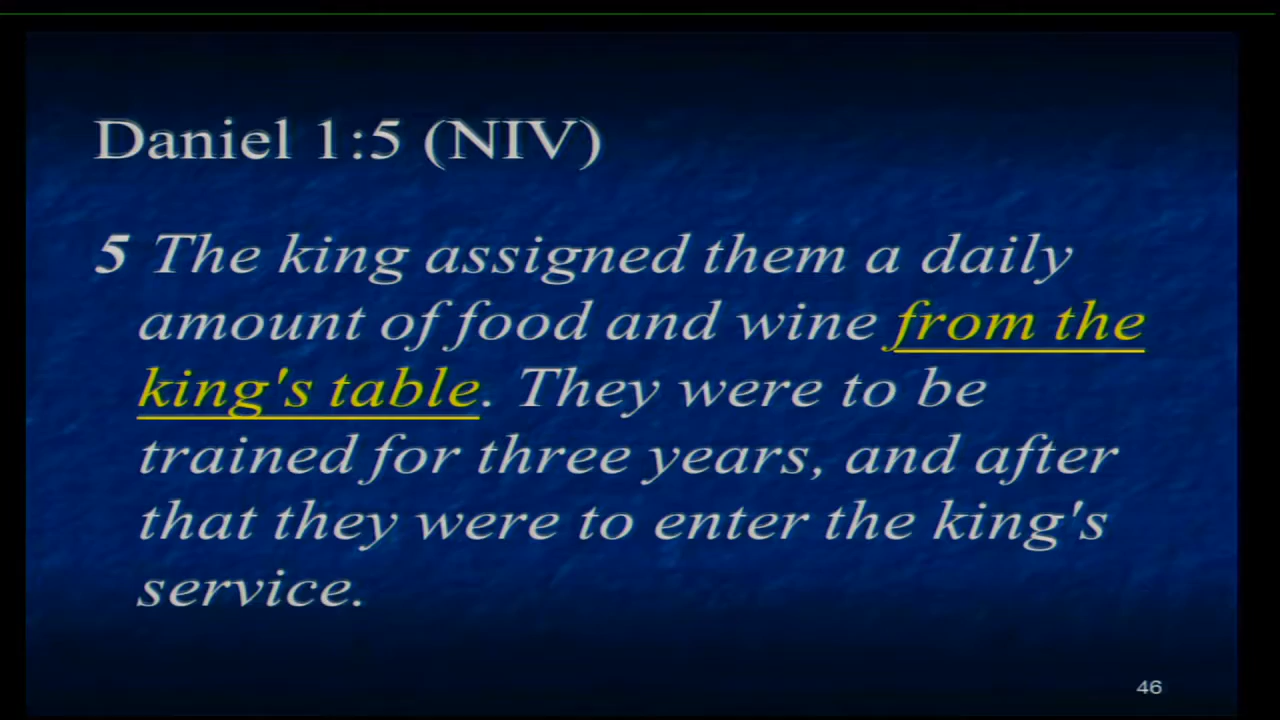 Daniel 1:5 (NIV)
5 The king assigned them a daily
amount of food and wine from the
king's table. They were to be
trained for three years, and after
that they were to enter the king's
service.
46